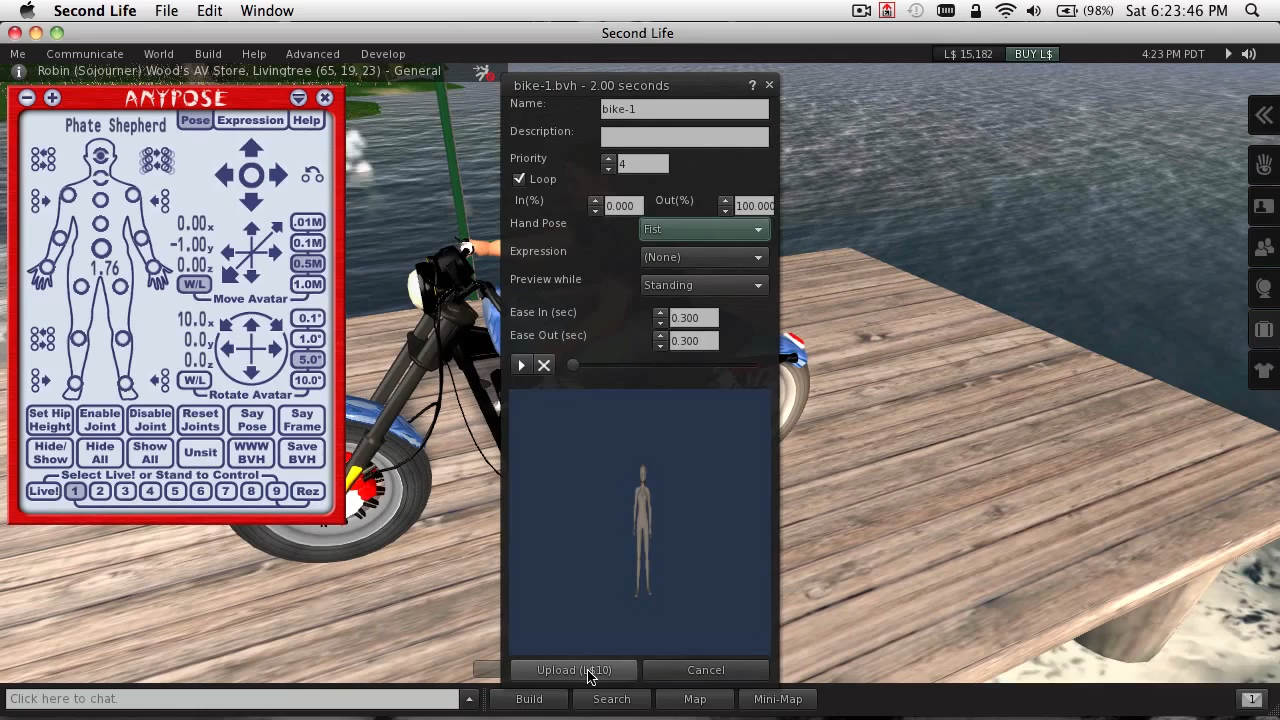 Second Life File Edit Window
(98%) Sat 6:23:46 PM
Second Life
Me Communicate World Build Help Advanced Develop
L$ 15,182 BUY L$ 4:23 PM PDT
Robin (Sojourner) Wood's AV Store, Livingtree (65, 19, 23) - General
ANYPOSE
Phate Shepherd Pose Expression Help
0.00x
-1.00y
0.00z
W/L
.01M
0.1M
0.5M
1.0M
1.76
Move Avatar
10.0x
0.0y
0.0z
W/L
0.1°
1.0°
5.0°
10.0°
Rotate Avatar
Set Hip Height Enable Joint Disable Joint Reset Joints Say Pose Say Frame
Hide/Show Hide All Show All Unsit WWW BVH Save BVH
Select Live! or Stand to Control
Live! 1 2 3 4 5 6 7 8 9 Rez
bike-1.bvh - 2.00 seconds ?
Name: bike-1
Description:
Priority 4
Loop
In(%) 0.000 Out(%) 100.000
Hand Pose Fist
Expression (None)
Preview while Standing
Ease In (sec) 0.300
Ease Out (sec) 0.300
Upload (L$10) Cancel
Click here to chat. Build Search Map Mini-Map 1